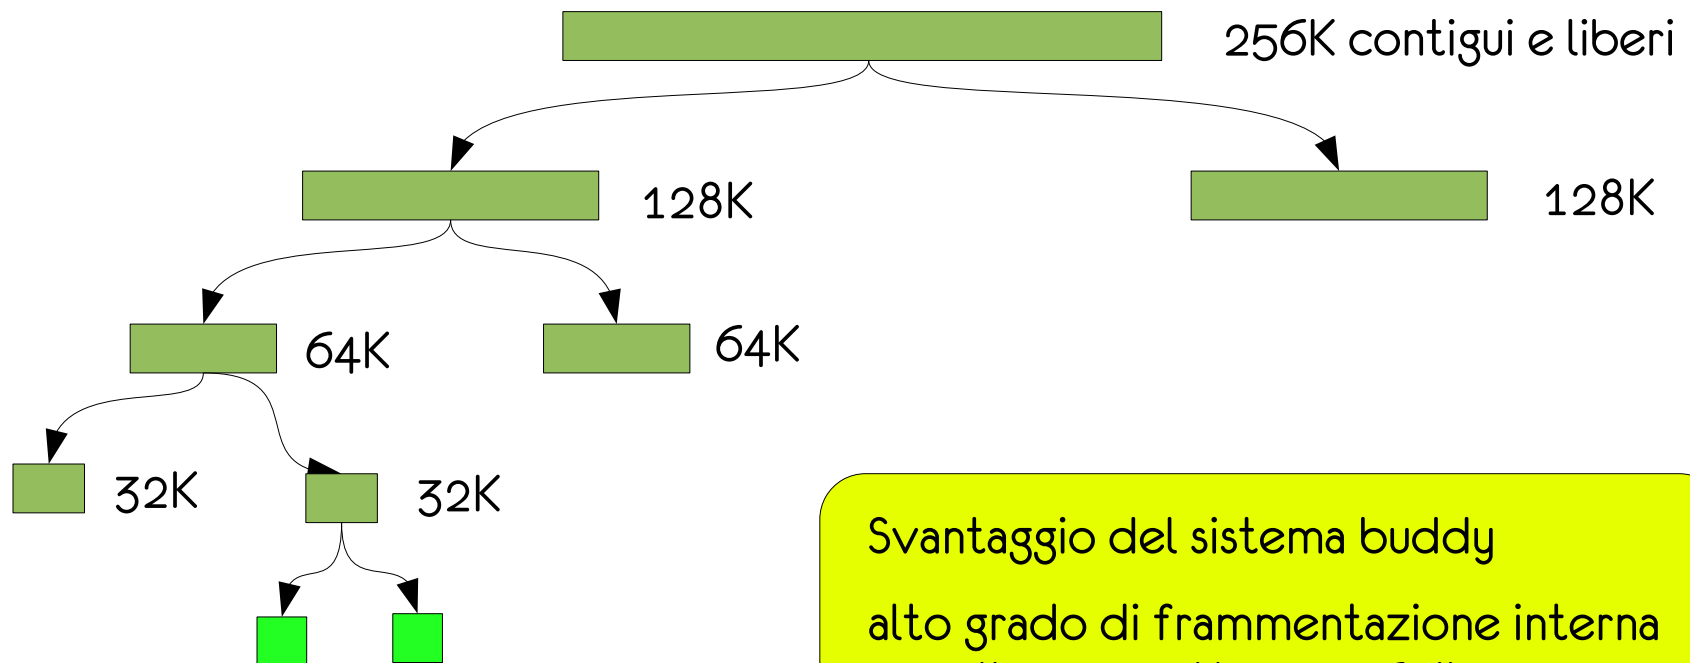 256K contigui e liberi
128K
128K
64K
64K
32K
32K
Svantaggio del sistema buddy
alto grado di frammentazione interna